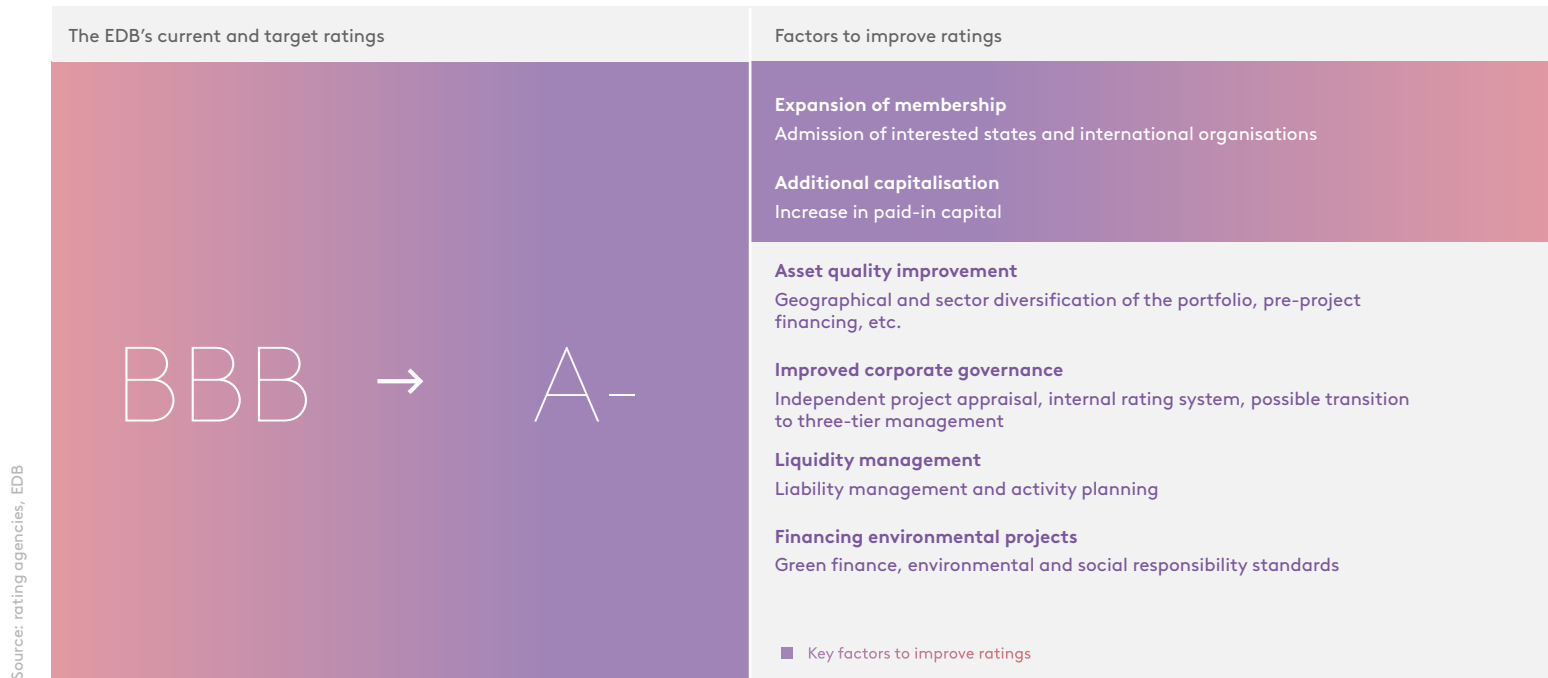 The EDB's current and target ratings
BBB → A-
Factors to improve ratings
Expansion of membership
Admission of interested states and international organisations
Additional capitalisation
Increase in paid-in capital
Asset quality improvement
Geographical and sector diversification of the portfolio, pre-project
financing, etc.
Improved corporate governance
Independent project appraisal, internal rating system, possible transition
to three-tier management
Liquidity management
Liability management and activity planning
Financing environmental projects
Green finance, environmental and social responsibility standards
Key factors to improve ratings
Source: rating agencies, EDB